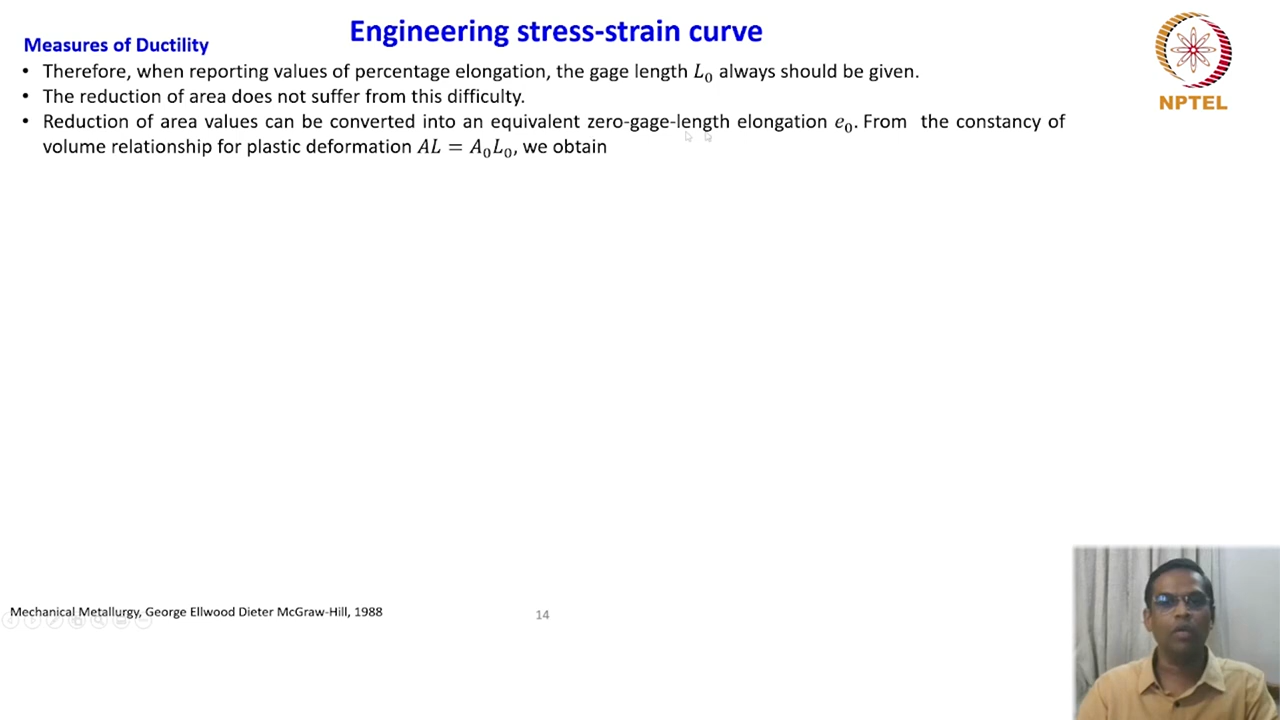 Engineering stress-strain curve
Measures of Ductility
• Therefore, when reporting values of percentage elongation, the gage length L₀ always should be given.
• The reduction of area does not suffer from this difficulty.
• Reduction of area values can be converted into an equivalent zero-gage-length elongation e₀. From the constancy of
volume relationship for plastic deformation AL = A₀L₀, we obtain
NPTEL
Mechanical Metallurgy, George Ellwood Dieter McGraw-Hill, 1988
14